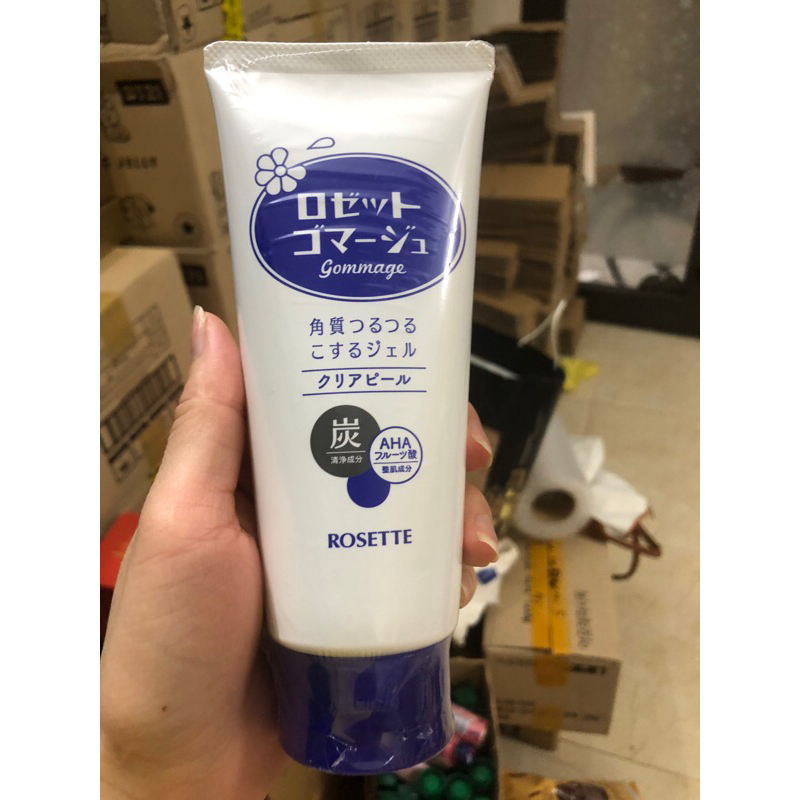 ロゼット
ゴマージュ
Gommage
角質つるつる
こするジェル
クリアピール
炭
清浄成分
AHA
フルーツ酸
整肌成分
ROSETTE